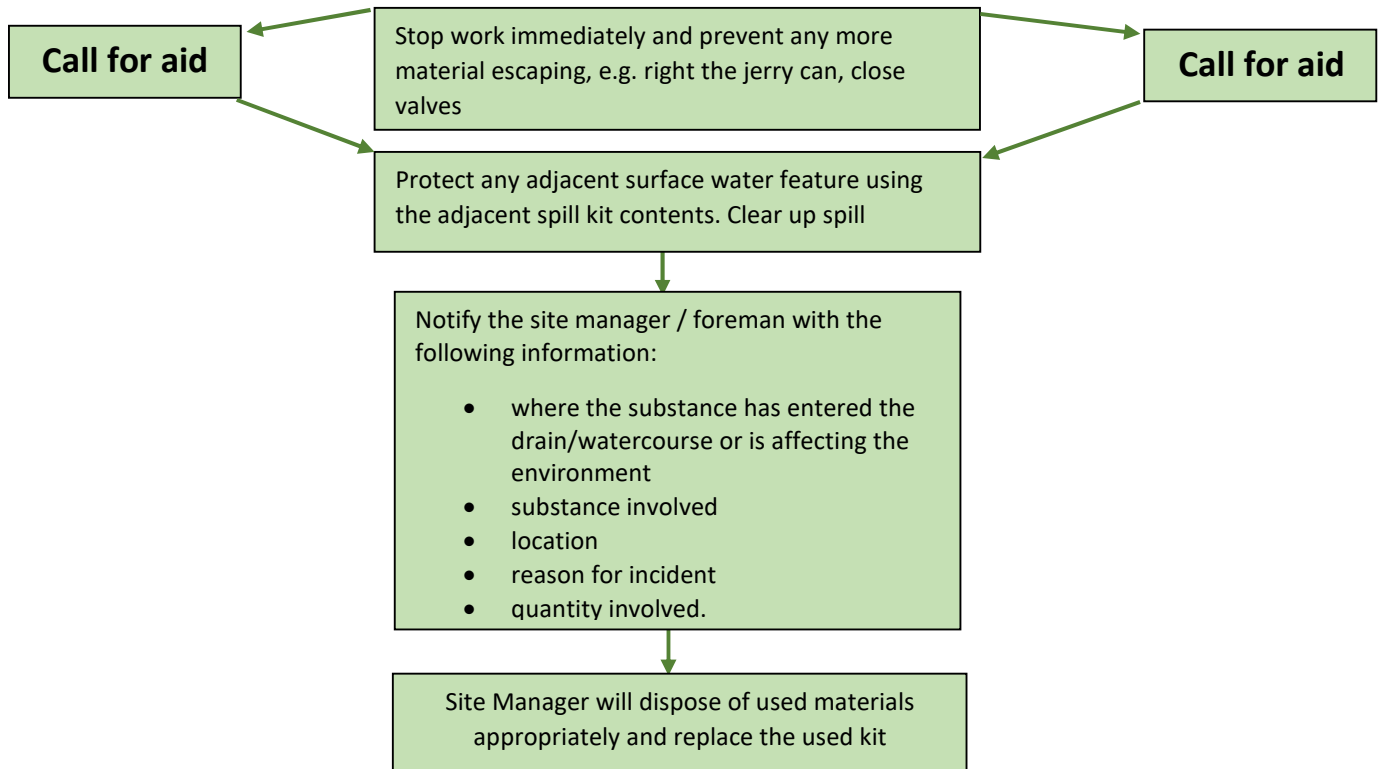 Stop work immediately and prevent any more
material escaping, e.g. right the jerry can, close
valves
Call for aid
Call for aid
Protect any adjacent surface water feature using
the adjacent spill kit contents. Clear up spill
Notify the site manager / foreman with the
following information:
• where the substance has entered the
drain/watercourse or is affecting the
environment
• substance involved
• location
• reason for incident
• quantity involved.
Site Manager will dispose of used materials
appropriately and replace the used kit